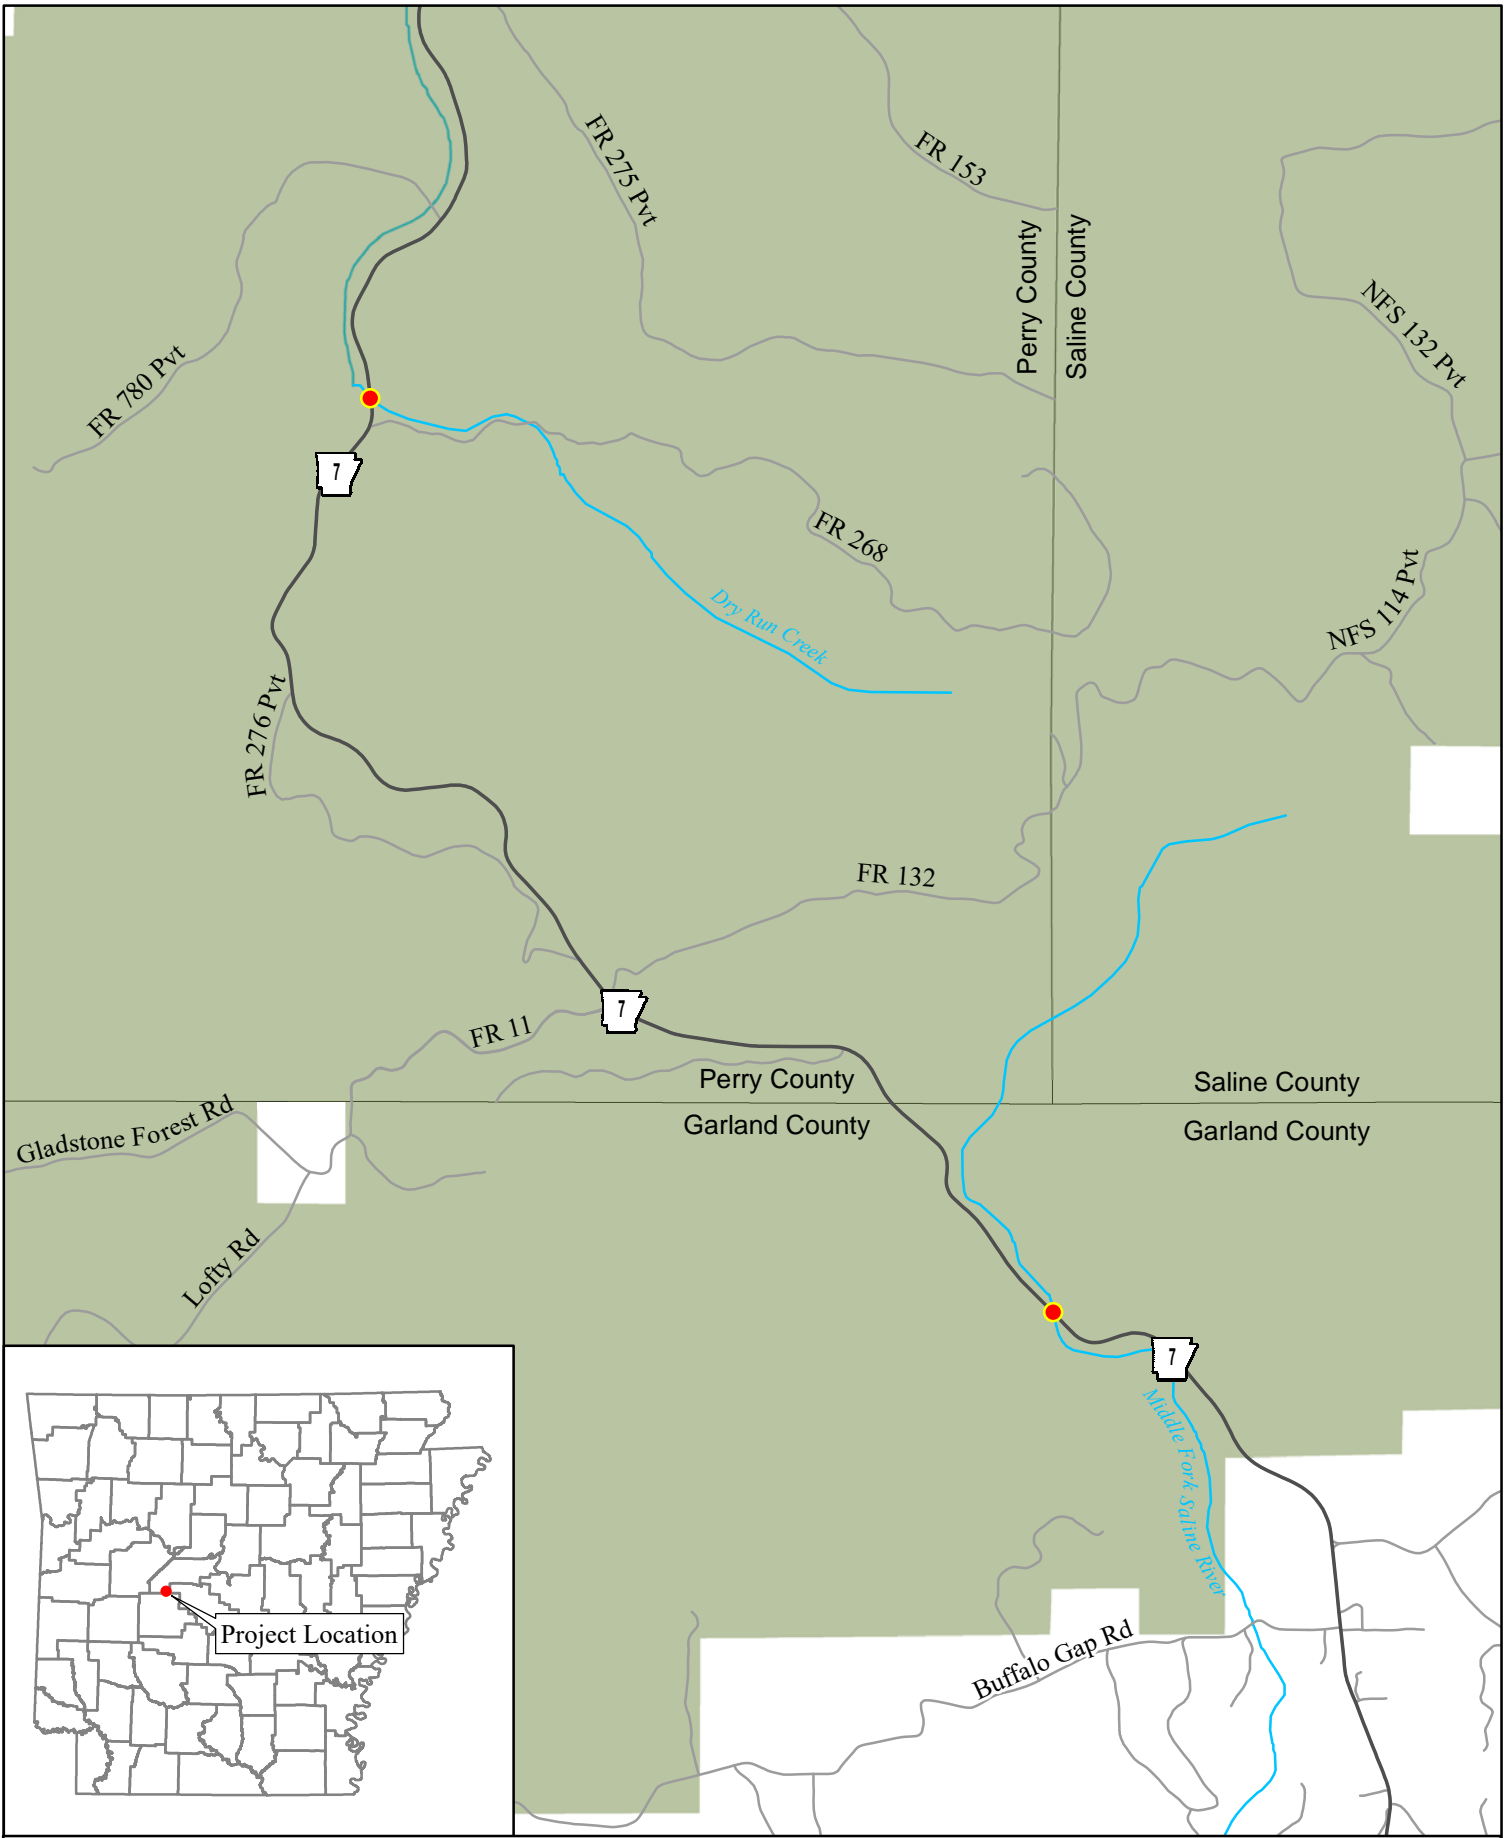 FR 275 Pvt
FR 153
Perry County
Saline County
NFS 132 Pvt
FR 780 Pvt
7
FR 268
Dry Run Creek
NFS 114 Pvt
FR 276 Pvt
FR 132
7
FR 11
Perry County
Saline County
Garland County
Garland County
Gladstone Forest Rd
Lofty Rd
7
Middle Fork Saline River
Buffalo Gap Rd
Project Location